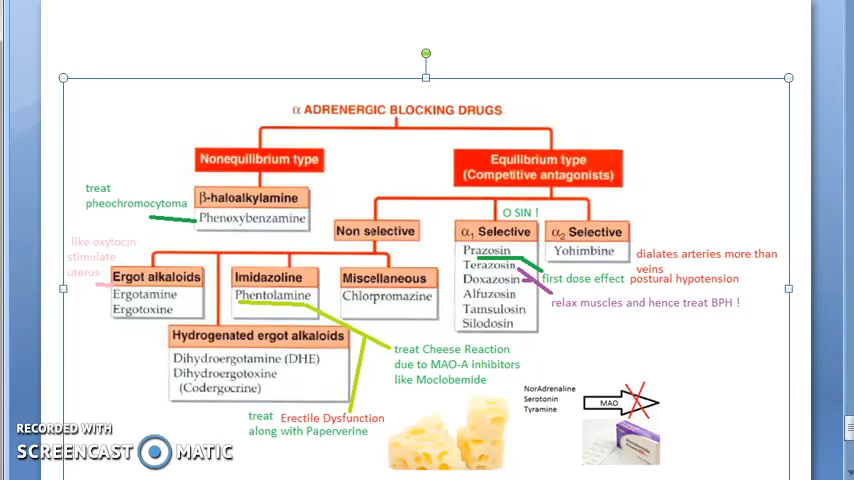 α ADRENERGIC BLOCKING DRUGS
Nonequilibrium type
Equilibrium type
(Competitive antagonists)
treat
pheochromocytoma
β-haloalkylamine
Phenoxybenzamine
O SIN !
Non selective
α1 Selective
Prazosin
Terazosin
Doxazosin
Alfuzosin
Tamsulosin
Silodosin
α2 Selective
Yohimbine
dialates arteries more than
veins
first dose effect postural hypotension
relax muscles and hence treat BPH !
like oxytocin
stimulate
uterus
Ergot alkaloids
Ergotamine
Ergotoxine
Imidazoline
Phentolamine
Miscellaneous
Chlorpromazine
Hydrogenated ergot alkaloids
Dihydroergotamine (DHE)
Dihydroergotoxine
(Codergocrine)
treat Cheese Reaction
due to MAO-A inhibitors
like Moclobemide
treat Erectile Dysfunction
along with Paperverine
NorAdrenaline
Serotonin
Tyramine
MAO
RECORDED WITH
SCREENCAST MATIC